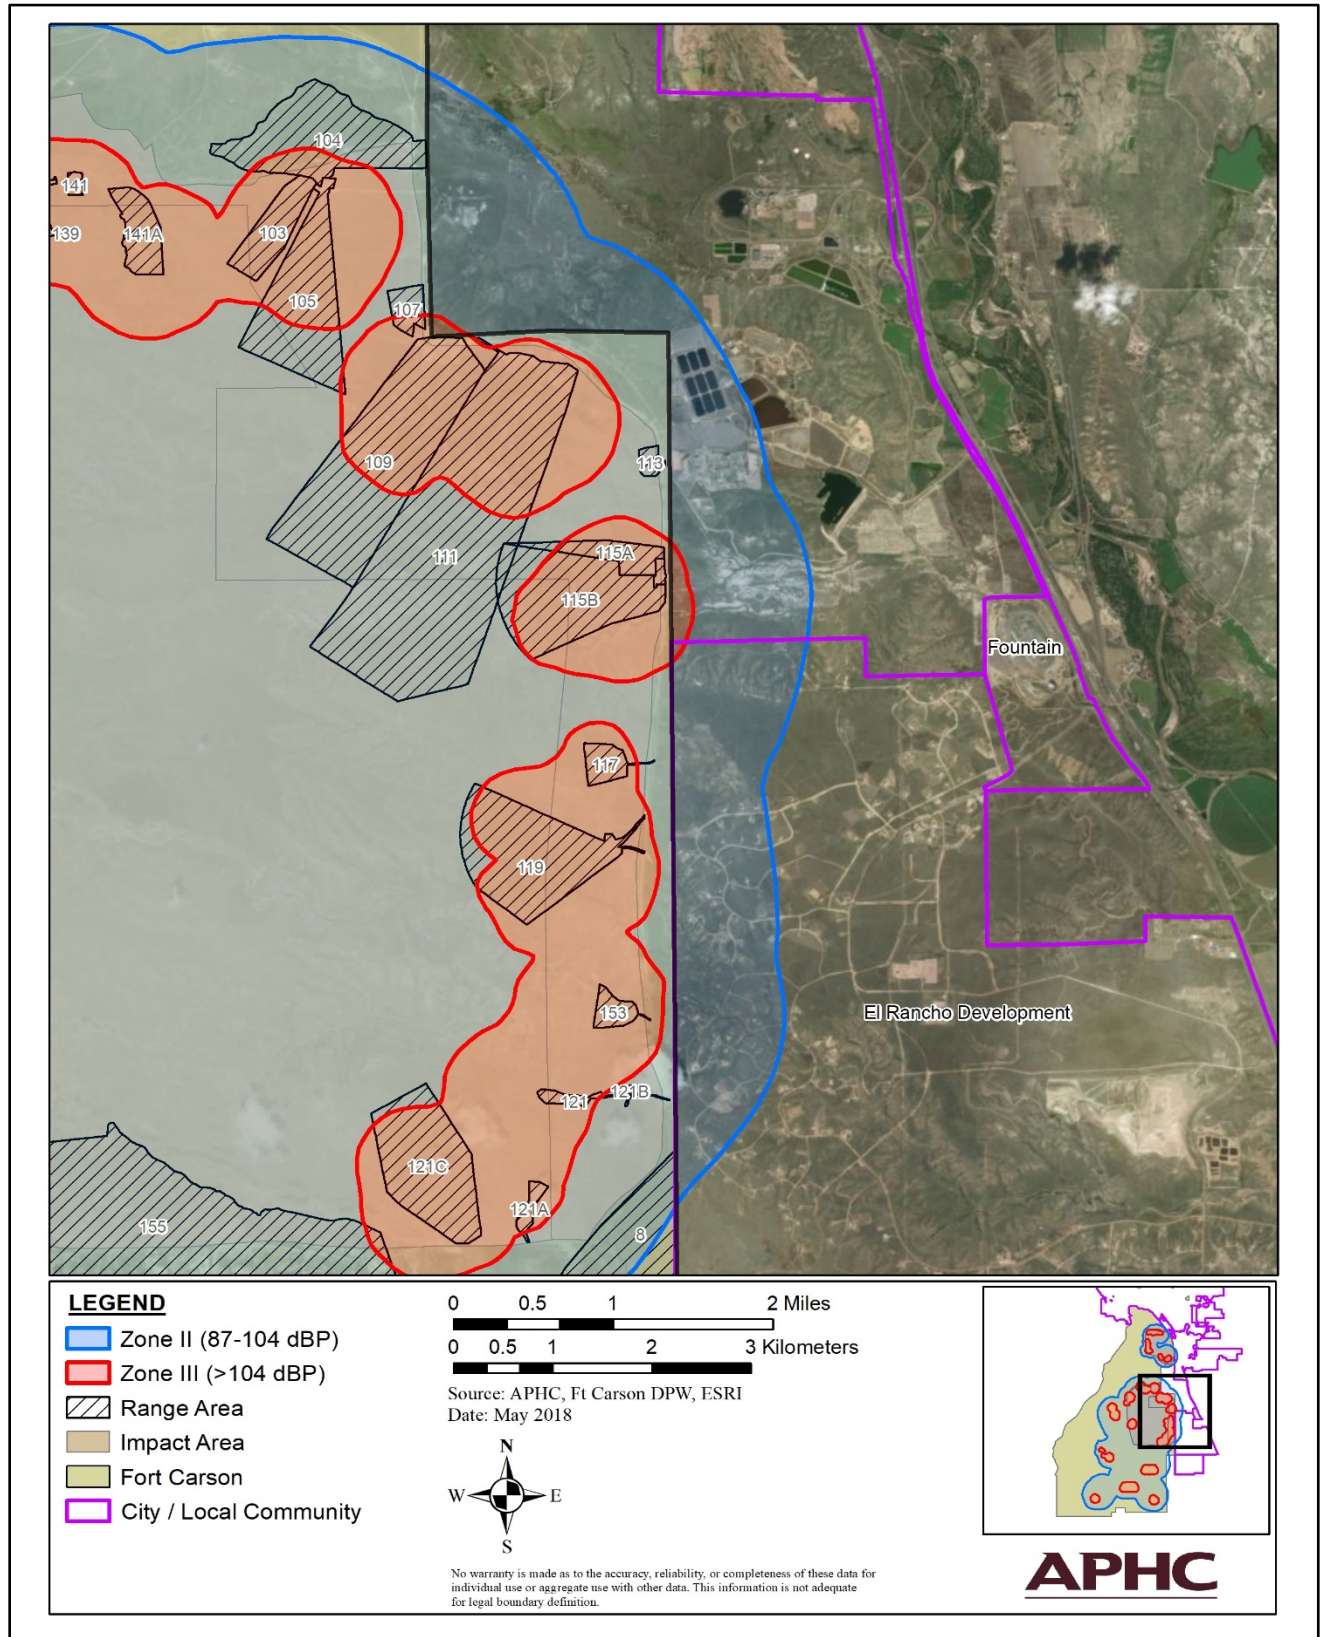 104
141
139
141A
103
105
107
109
113
111
115A
115B
Fountain
117
119
El Rancho Development
153
121
121B
121C
121A
155
8
LEGEND
Zone II (87-104 dBP)
Zone III (>104 dBP)
Range Area
Impact Area
Fort Carson
City / Local Community
0 0.5 1 2 Miles
0 0.5 1 2 3 Kilometers
Source: APHC, Ft Carson DPW, ESRI
Date: May 2018
N
W E
S
No warranty is made as to the accuracy, reliability, or completeness of these data for
individual use or aggregate use with other data. This information is not adequate
for legal boundary definition.
APHC